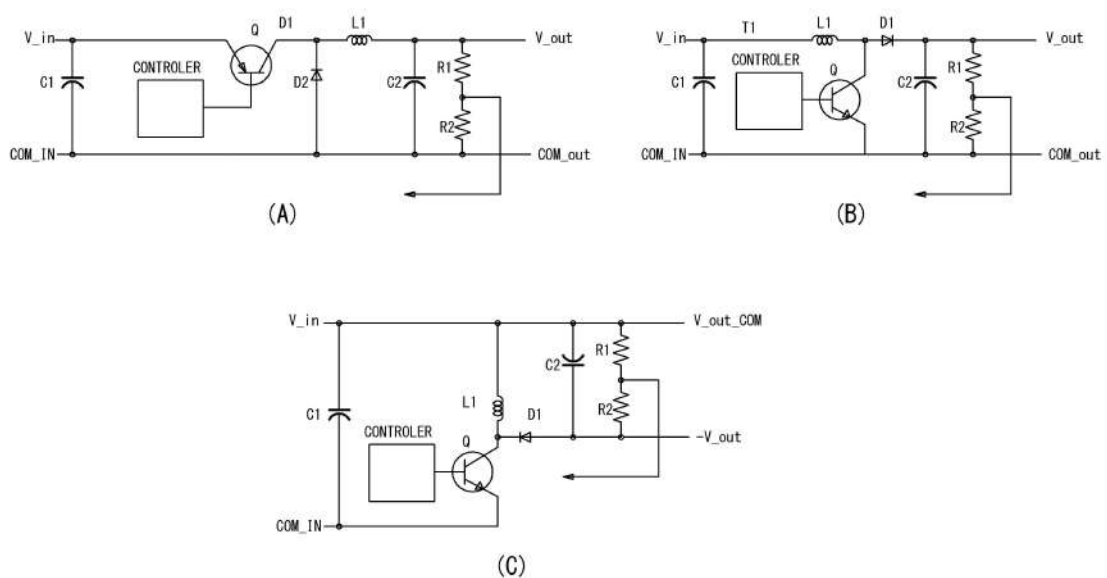 Q
D1
L1
V_in
V_out
CONTROLER
C1
D2
C2
R1
R2
COM_IN
COM_out
(A)
T1
L1
D1
V_in
V_out
CONTROLER
Q
C1
C2
R1
R2
COM_IN
COM_out
(B)
V_in
V_out_COM
C2
R1
L1
D1
R2
C1
CONTROLER
Q
-V_out
COM_IN
(C)